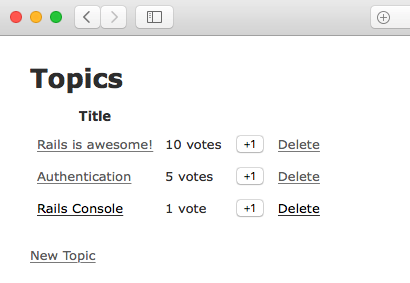 Topics
Title
Rails is awesome! 10 votes +1 Delete
Authentication 5 votes +1 Delete
Rails Console 1 vote +1 Delete
New Topic